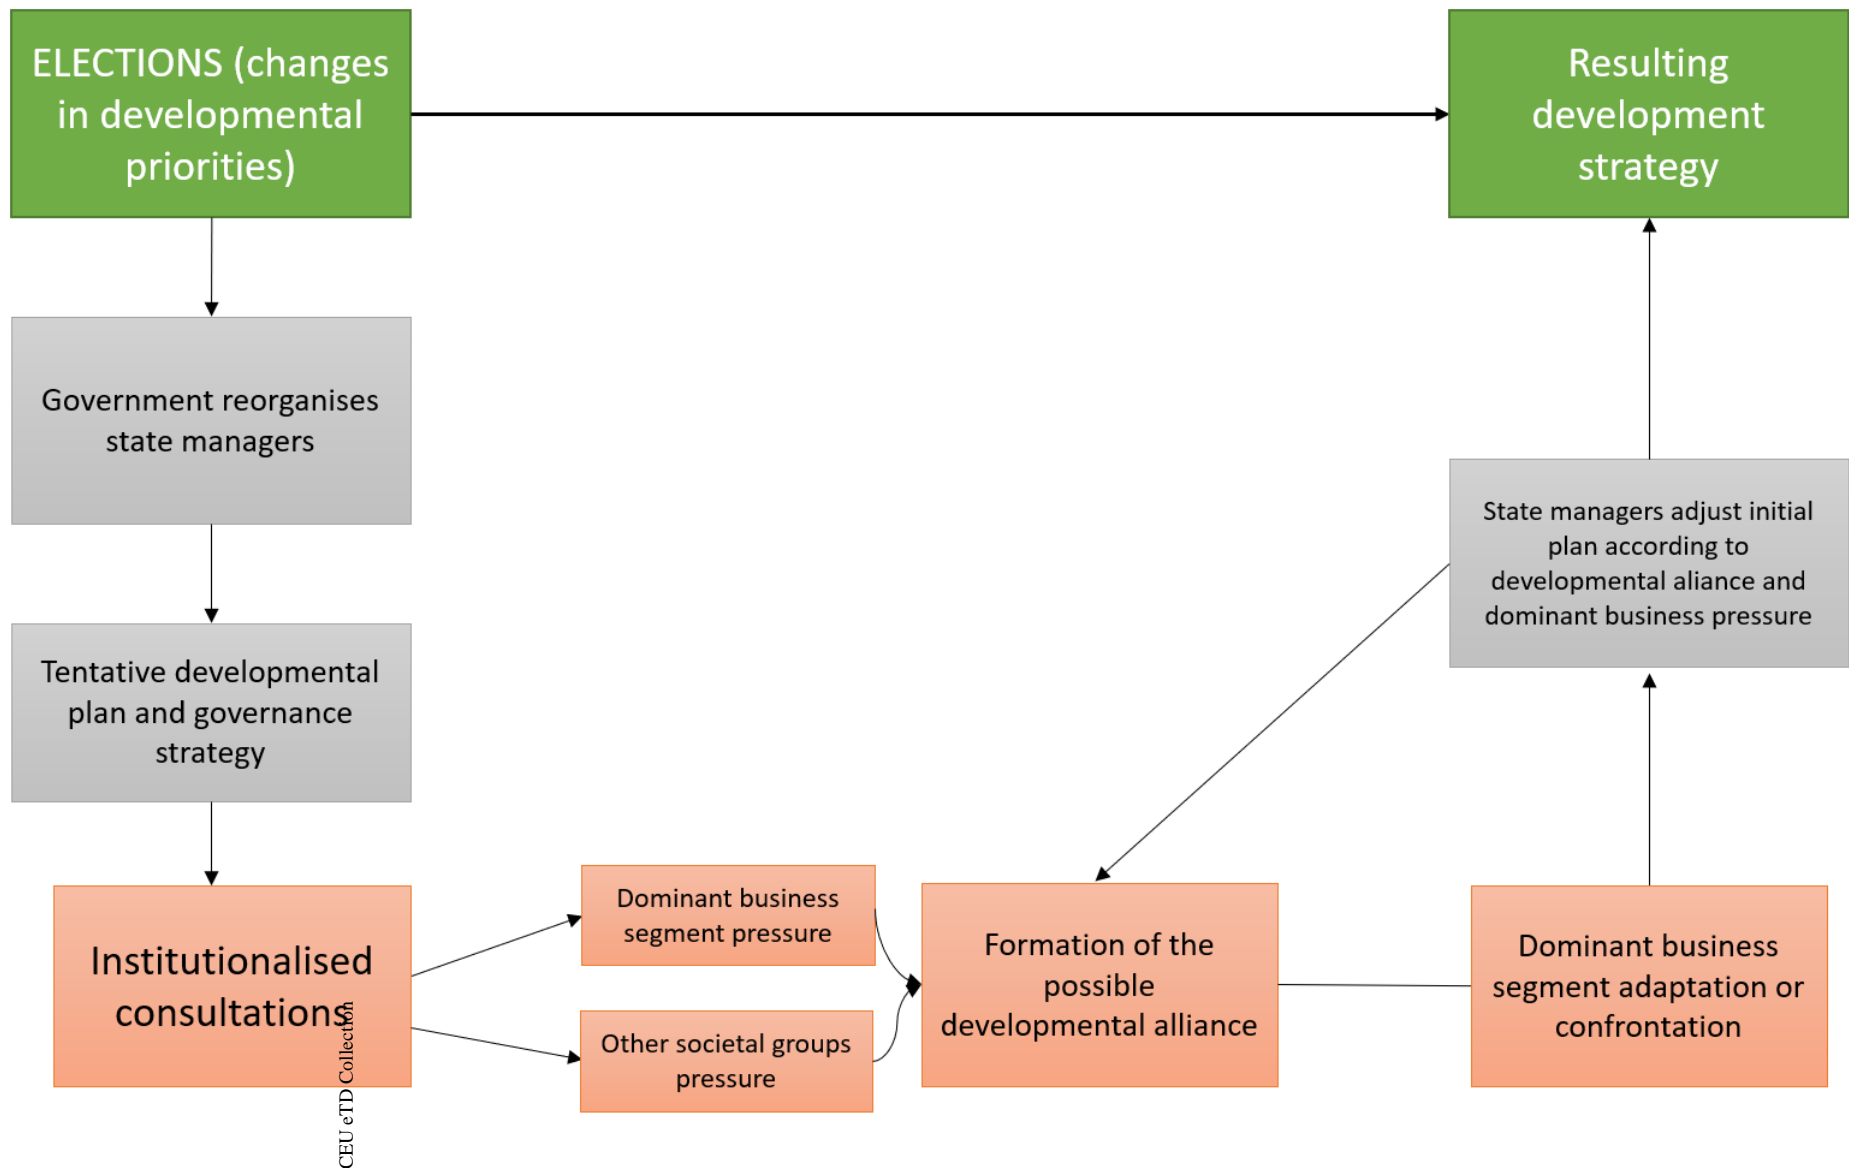 ELECTIONS (changes
in developmental
priorities)
Resulting
development
strategy
Government reorganises
state managers
State managers adjust initial
plan according to
developmental aliance and
dominant business pressure
Tentative developmental
plan and governance
strategy
Institutionalised
consultations
Dominant business
segment pressure
Other societal groups
pressure
Formation of the
possible
developmental alliance
Dominant business
segment adaptation or
confrontation
CEU eTD Collection